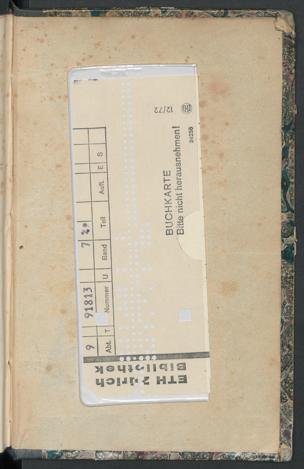 ETH Zürich
Bibliothek
9 91813 7
Abt. T Nummer U Band Teil Aufl. E S
BUCHKARTE
Bitte nicht herausnehmen!
12/72